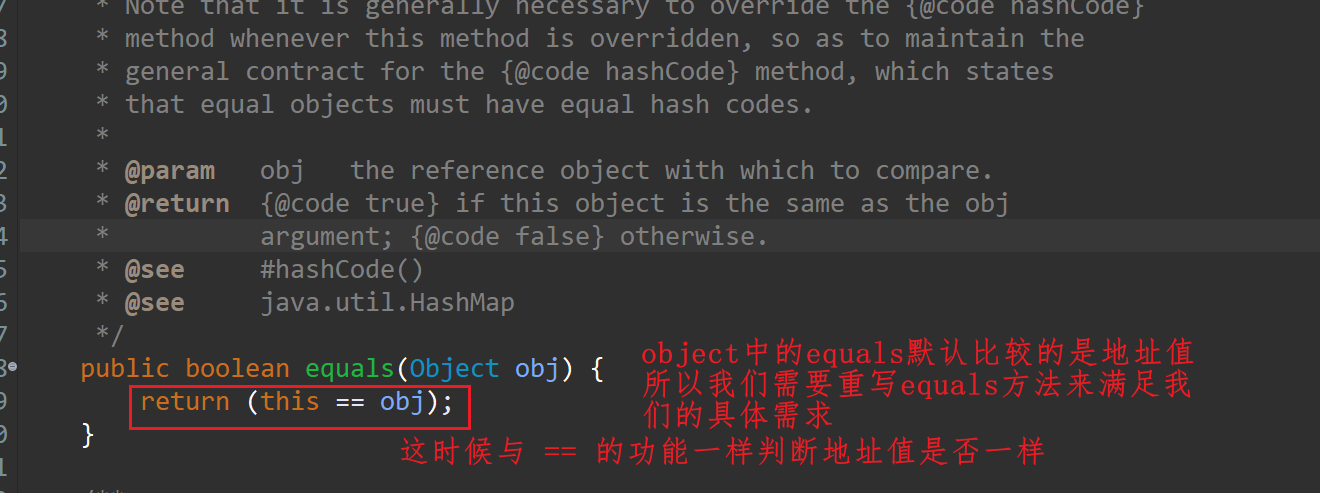 * Note that it is generally necessary to override the {@code hashCode}
* method whenever this method is overridden, so as to maintain the
* general contract for the {@code hashCode} method, which states
* that equal objects must have equal hash codes.
*
* @param   obj   the reference object with which to compare.
* @return  {@code true} if this object is the same as the obj
*          argument; {@code false} otherwise.
* @see     #hashCode()
* @see     java.util.HashMap
*/
public boolean equals(Object obj) {
return (this == obj);
}
object中的equals默认比较的是地址值
所以我们需要重写equals方法来满足我
们的具体需求
这时候与 == 的功能一样判断地址值是否一样